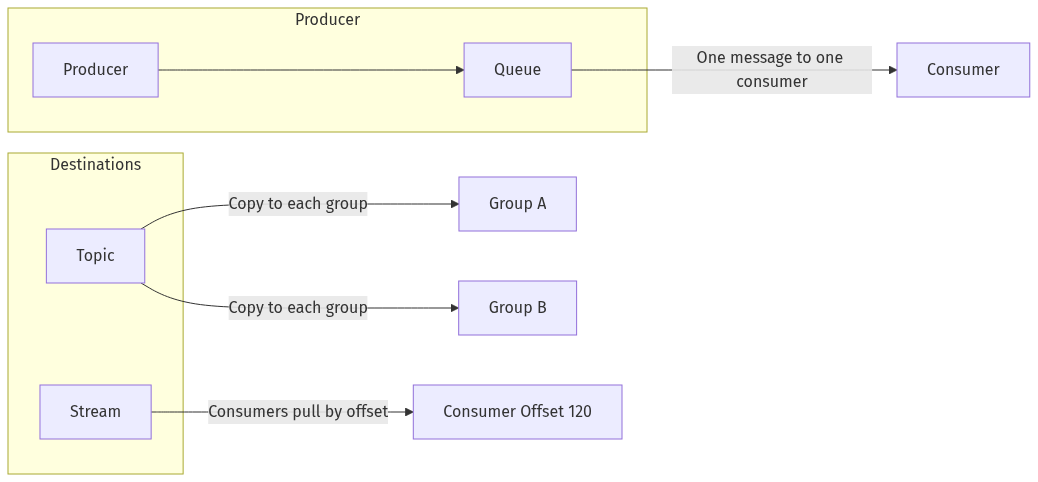 Producer
Producer
Queue
One message to one
consumer
Consumer
Destinations
Topic
Copy to each group
Group A
Copy to each group
Group B
Stream
Consumers pull by offset
Consumer Offset 120